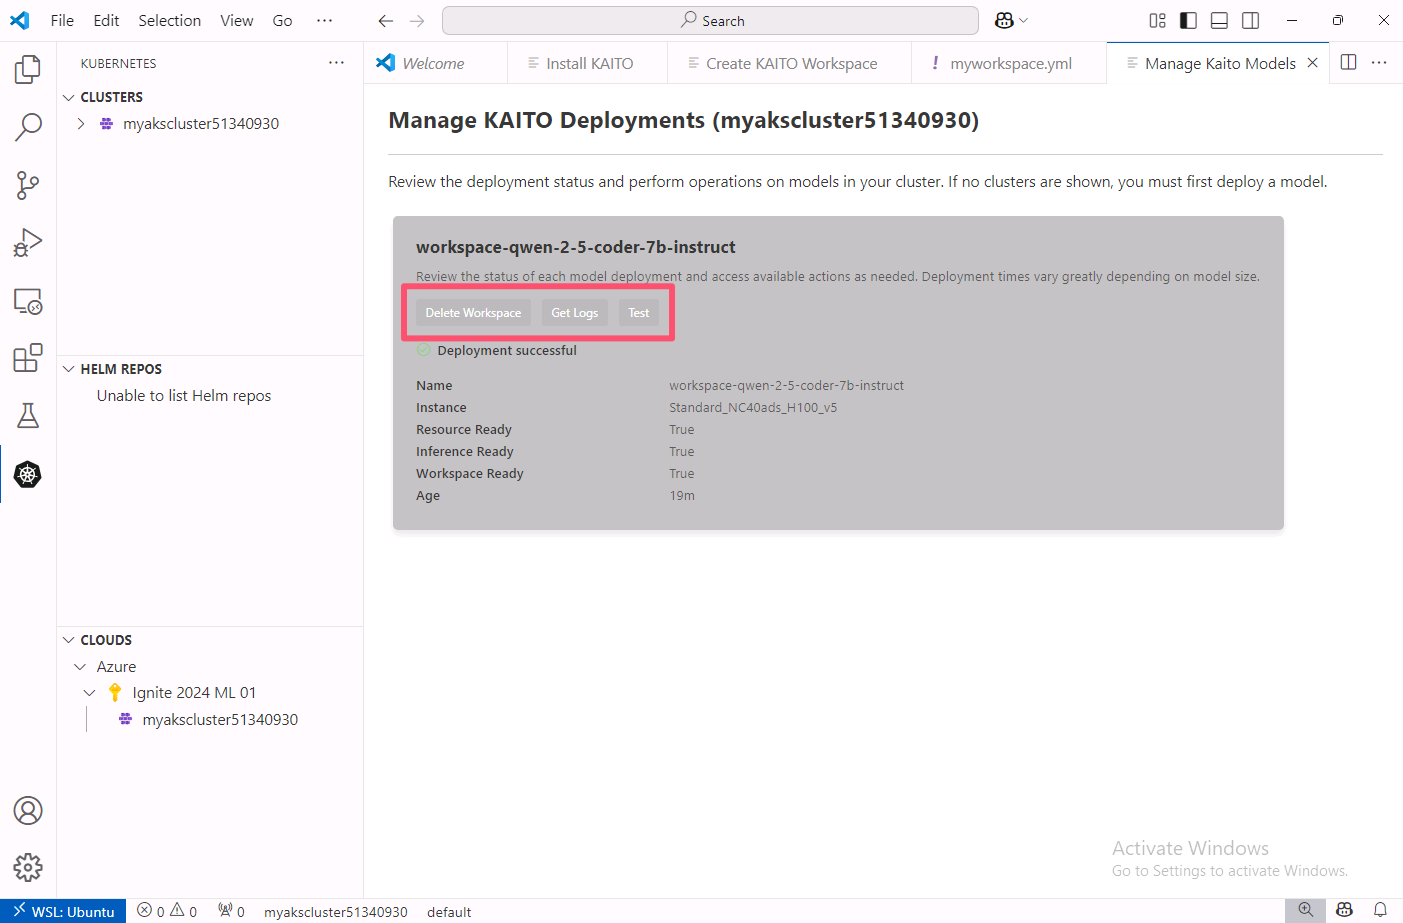 File Edit Selection View Go ···
Search
KUBERNETES
CLUSTERS
myakscluster51340930
HELM REPOS
Unable to list Helm repos
CLOUDS
Azure
Ignite 2024 ML 01
myakscluster51340930
Welcome
Install KAITO
Create KAITO Workspace
! myworkspace.yml
Manage Kaito Models
Manage KAITO Deployments (myakscluster51340930)
Review the deployment status and perform operations on models in your cluster. If no clusters are shown, you must first deploy a model.
workspace-qwen-2-5-coder-7b-instruct
Review the status of each model deployment and access available actions as needed. Deployment times vary greatly depending on model size.
Delete Workspace Get Logs Test
Deployment successful
Name workspace-qwen-2-5-coder-7b-instruct
Instance Standard_NC40ads_H100_v5
Resource Ready True
Inference Ready True
Workspace Ready True
Age 19m
Activate Windows
Go to Settings to activate Windows.
WSL: Ubuntu 0 0 0 myakscluster51340930 default